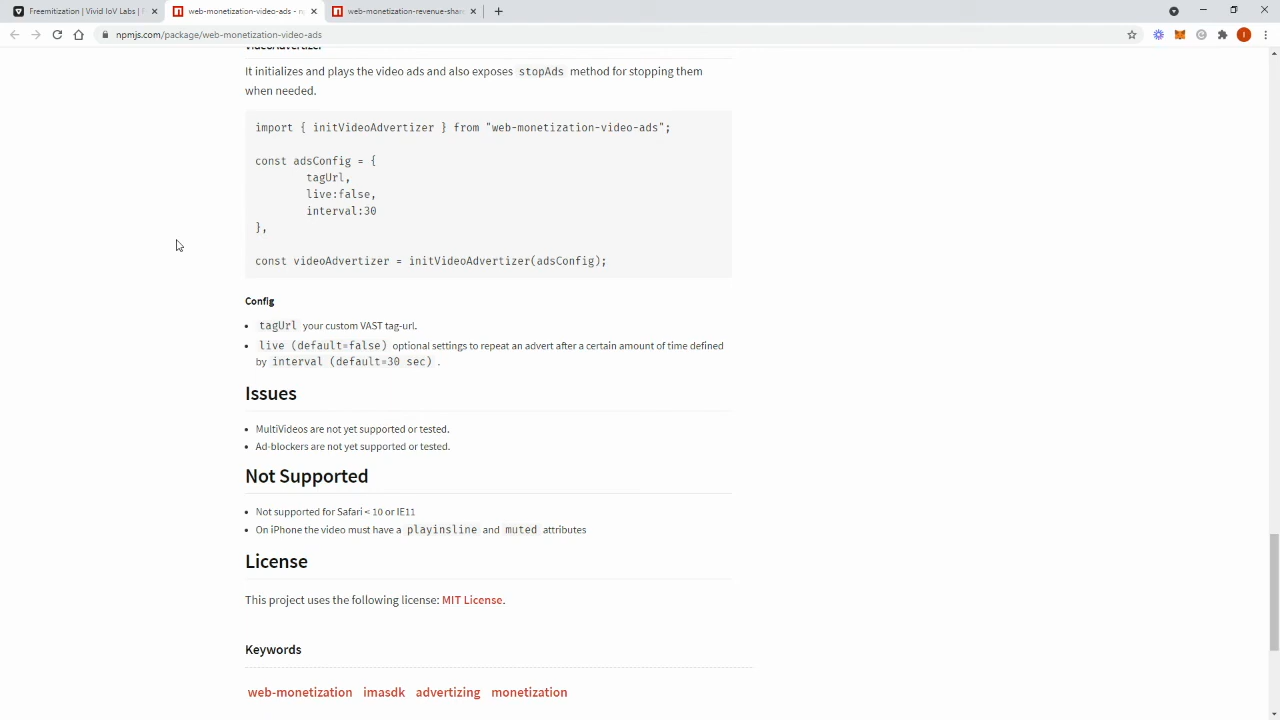 Freemitization | Vivid IoV Labs |
web-monetization-video-ads -
web-monetization-revenue-shar
npmjs.com/package/web-monetization-video-ads
VideoAdvertizer
It initializes and plays the video ads and also exposes stopAds method for stopping them
when needed.
import { initVideoAdvertizer } from "web-monetization-video-ads";
const adsConfig = {
tagUrl,
live:false,
interval:30
},
const videoAdvertizer = initVideoAdvertizer(adsConfig);
Config
• tagUrl your custom VAST tag-url.
• live (default=false) optional settings to repeat an advert after a certain amount of time defined
by interval (default=30 sec) .
Issues
• MultiVideos are not yet supported or tested.
• Ad-blockers are not yet supported or tested.
Not Supported
• Not supported for Safari < 10 or IE11
• On iPhone the video must have a playinsline and muted attributes
License
This project uses the following license: MIT License.
Keywords
web-monetization imasdk advertizing monetization